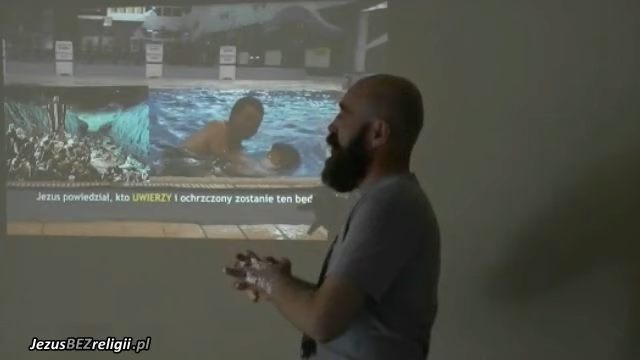 Jezus powiedział, kto UWIERZY i ochrzczony zostanie ten będ
JezusBEZreligii.pl